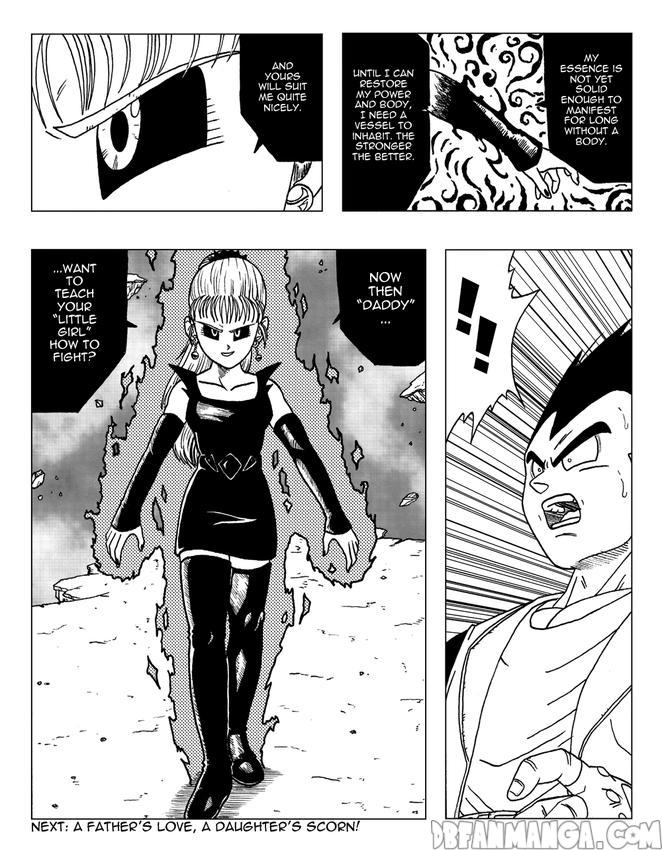 MY
ESSENCE IS
NOT YET
SOLID
ENOUGH TO
MANIFEST
FOR LONG
WITHOUT A
BODY.
UNTIL I CAN
RESTORE
MY POWER
AND BODY,
I NEED A
VESSEL TO
INHABIT. THE
STRONGER
THE BETTER.
AND
YOURS
WILL SUIT
ME QUITE
NICELY.
!!
NOW
THEN
"DADDY"
...
...WANT
TO
TEACH
YOUR
"LITTLE
GIRL"
HOW TO
FIGHT?
NEXT: A FATHER'S LOVE, A DAUGHTER'S SCORN!
DBFANMANGA.COM